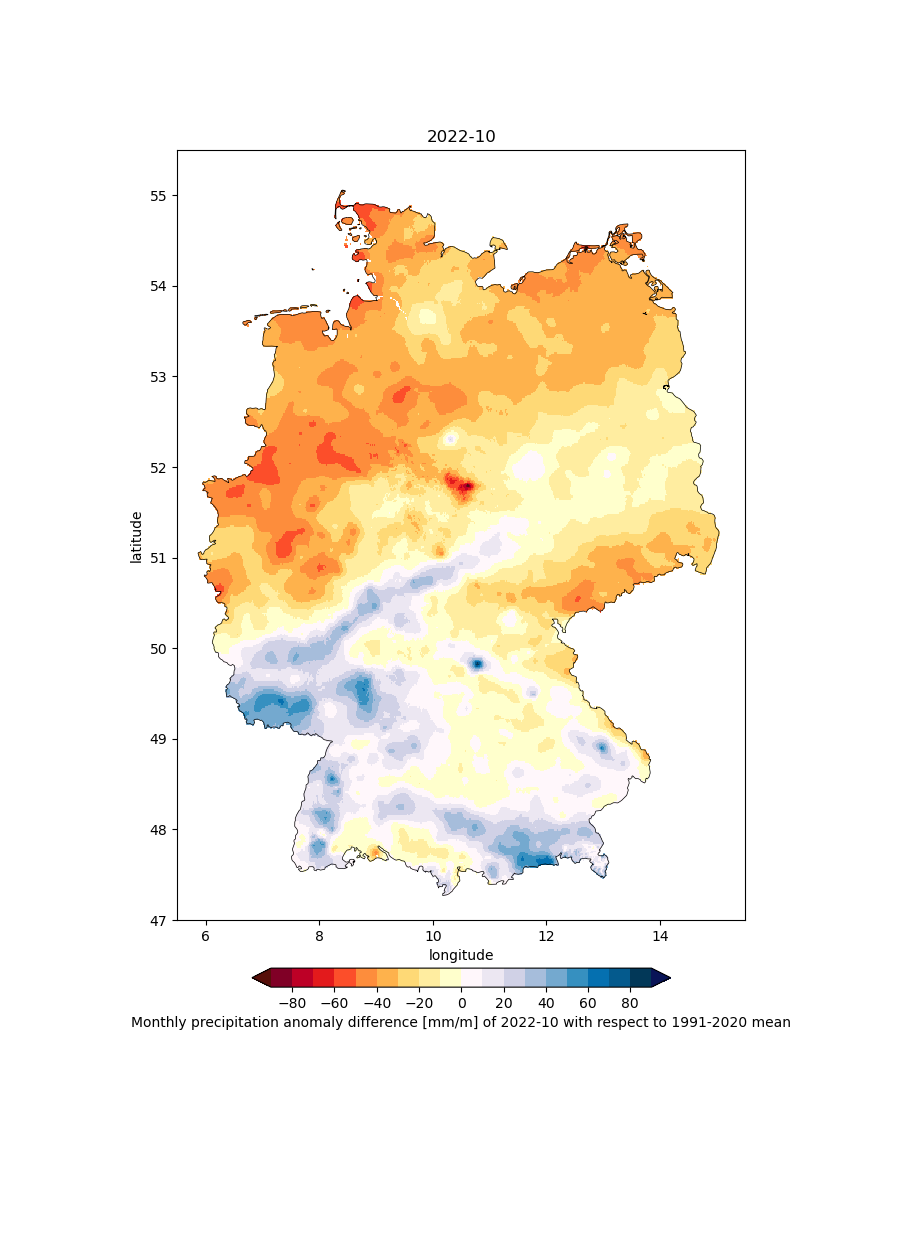 2022-10
55
54
53
52
51
50
49
48
47
latitude
6 8 10 12 14
longitude
−80 −60 −40 −20 0 20 40 60 80
Monthly precipitation anomaly difference [mm/m] of 2022-10 with respect to 1991-2020 mean